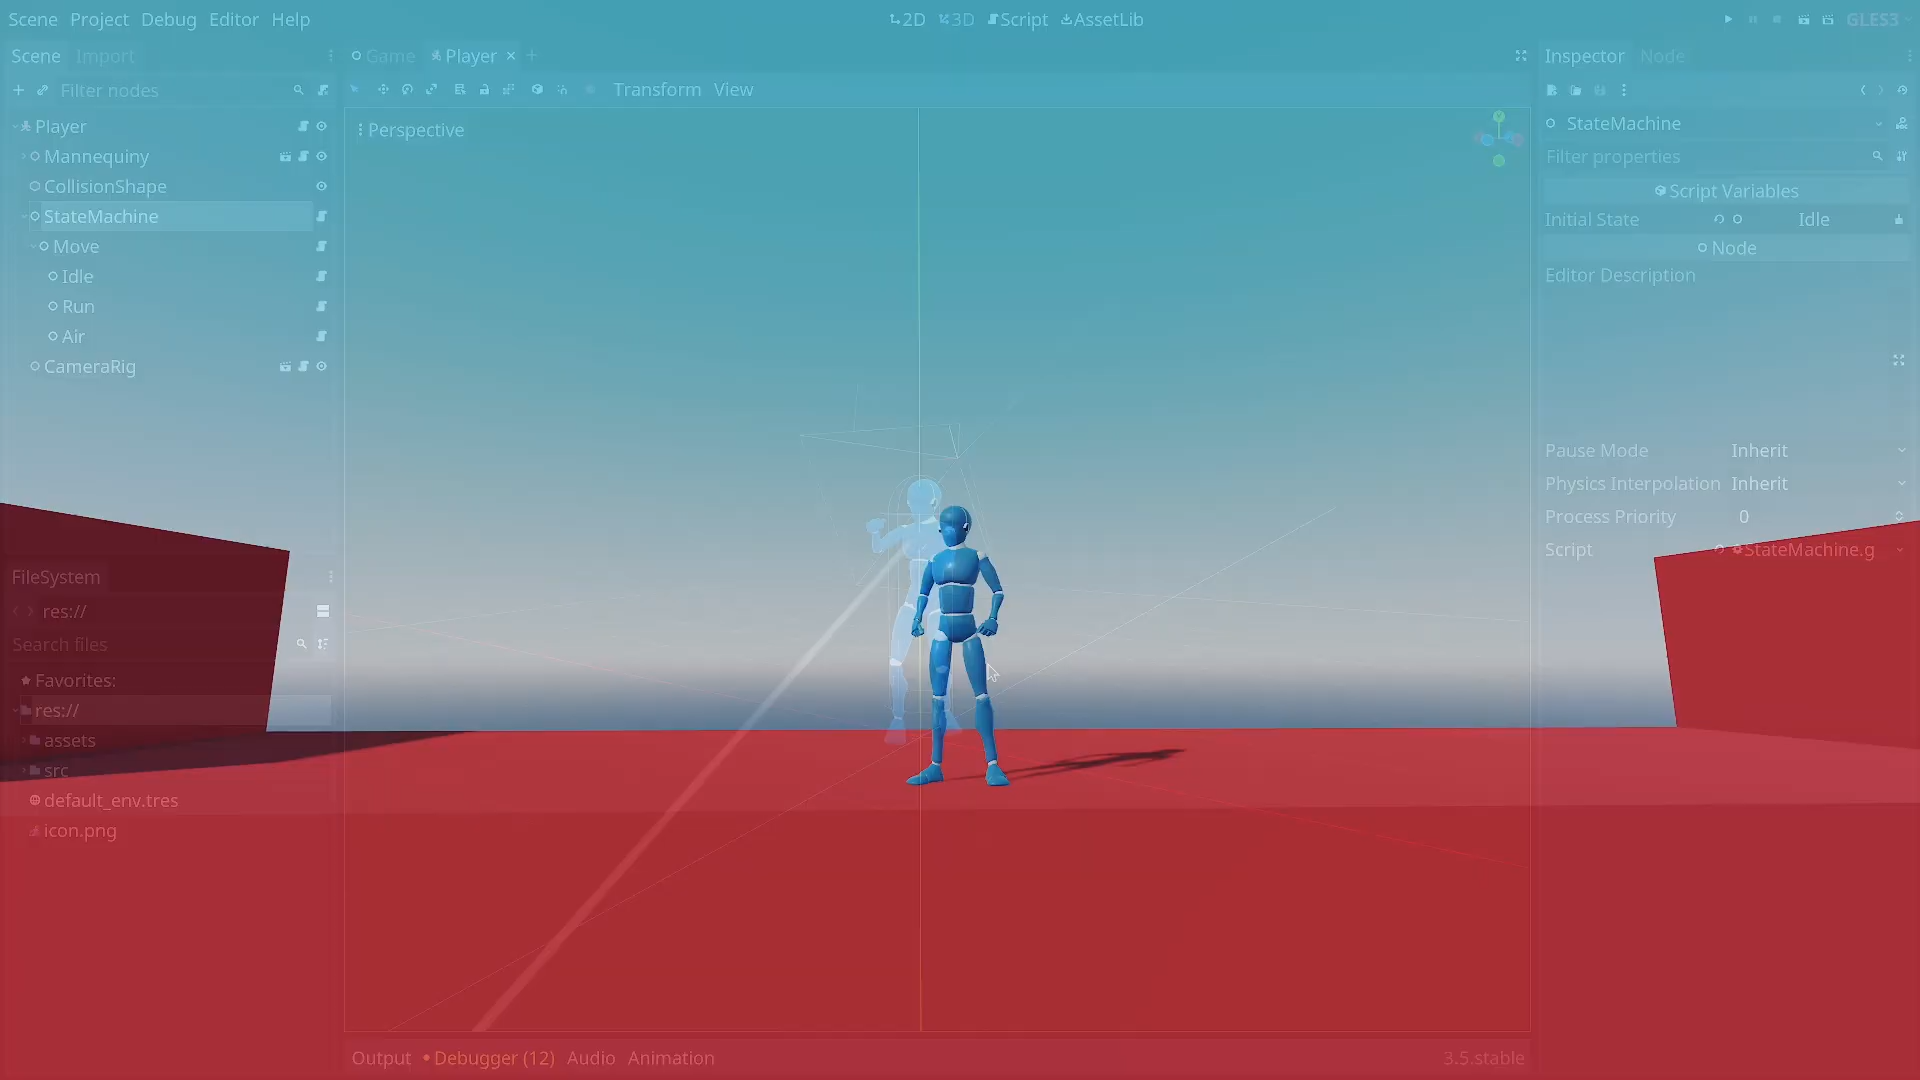 Scene Project Debug Editor Help
2D 3D Script AssetLib
GLES3
Scene Import
Game Player
Inspector Node
Filter nodes
Transform View
Perspective
Player
Mannequiny
CollisionShape
StateMachine
Move
Idle
Run
Air
CameraRig
FileSystem
res://
Search files
Favorites:
res://
assets
src
default_env.tres
icon.png
StateMachine
Filter properties
Script Variables
Initial State Idle
Node
Editor Description
Pause Mode Inherit
Physics Interpolation Inherit
Process Priority 0
Script StateMachine.g
Output Debugger (12) Audio Animation
3.5.stable
Y